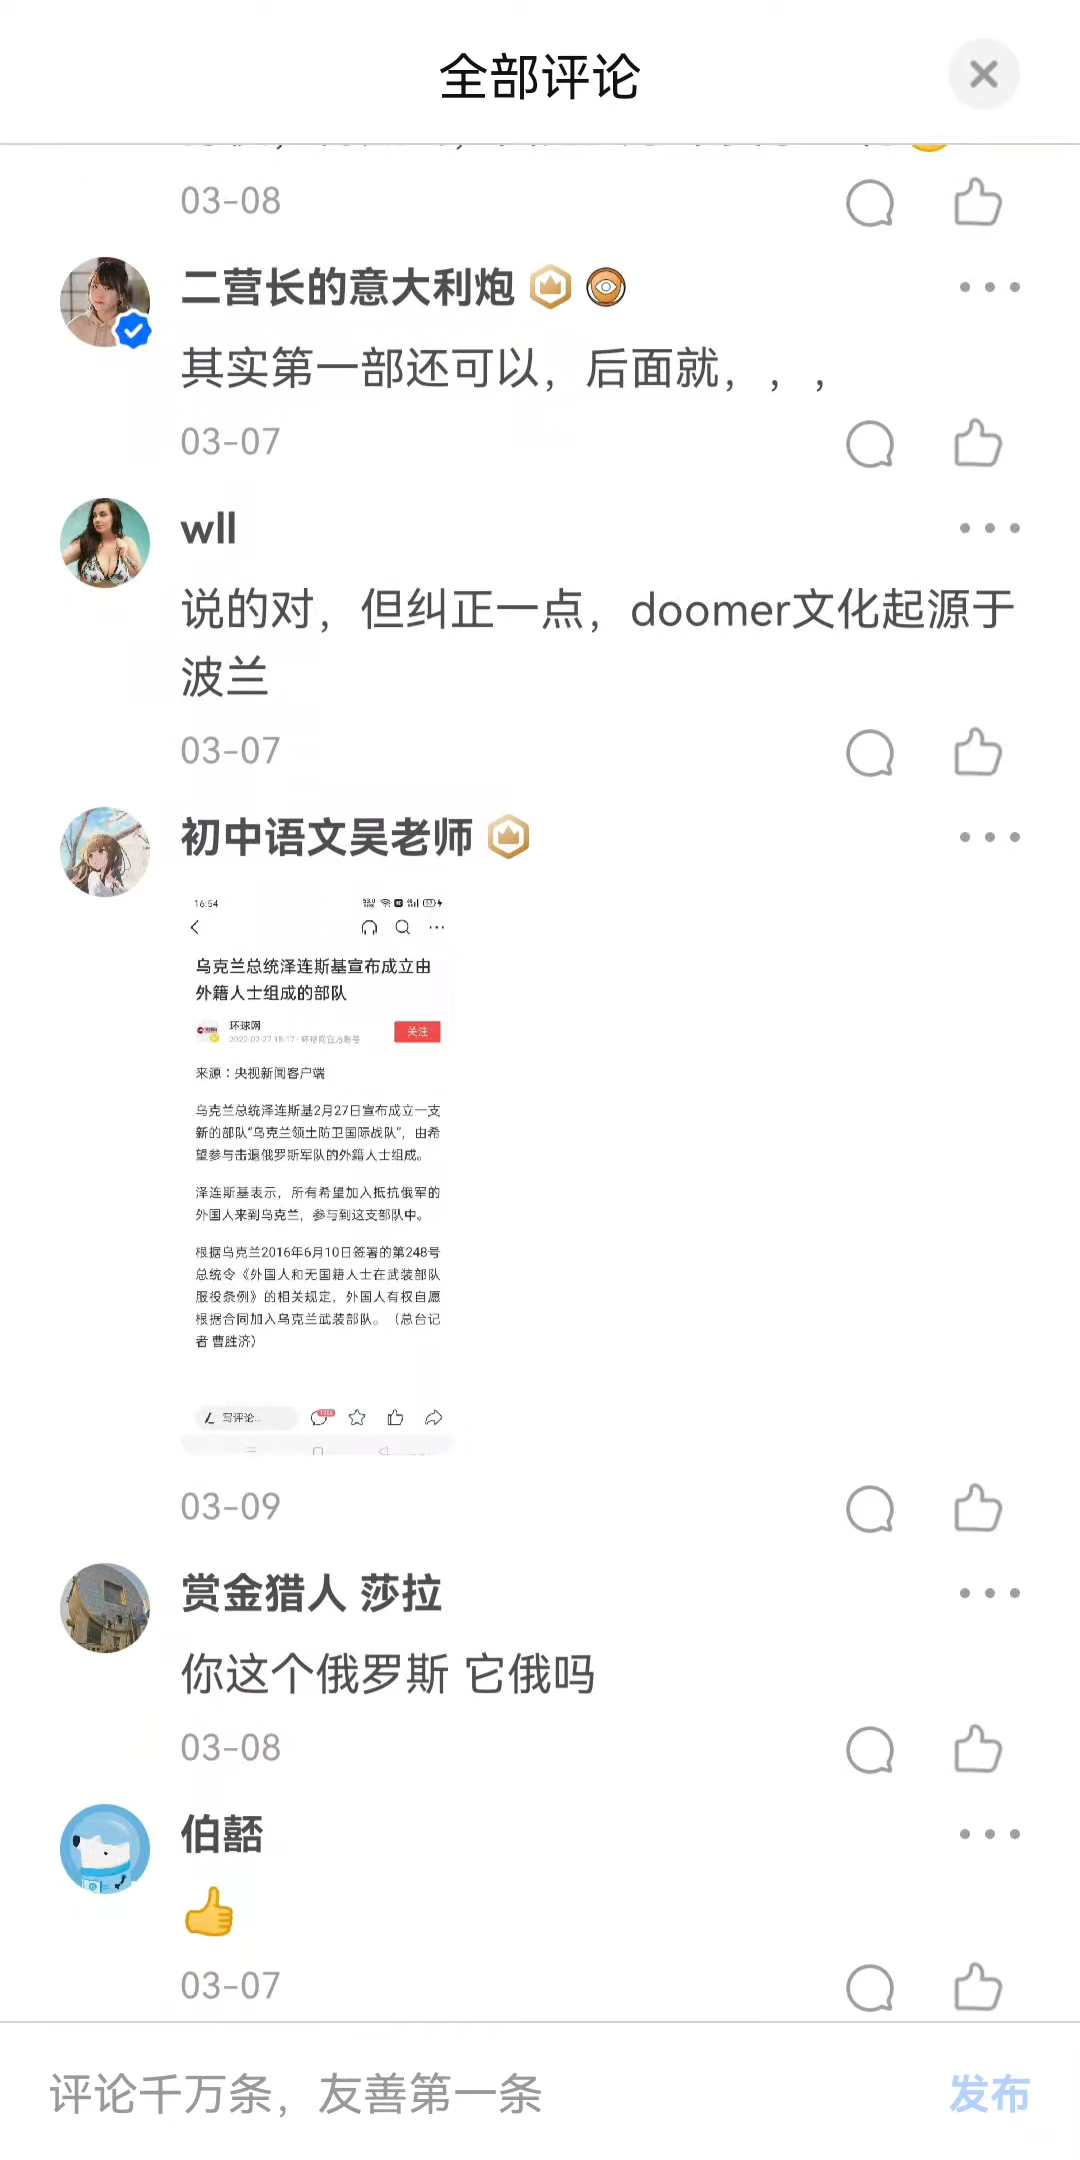 全部评论
03-08
二营长的意大利炮
其实第一部还可以，后面就，，，
03-07
wll
说的对，但纠正一点，doomer文化起源于
波兰
03-07
初中语文吴老师
16:54
乌克兰总统泽连斯基宣布成立由
外籍人士组成的部队
环球网
2022-02-27 15:17·环球网官方账号
关注
来源：央视新闻客户端
乌克兰总统泽连斯基2月27日宣布成立一支
新的部队“乌克兰领土防卫国际战队”，由希
望参与击退俄罗斯军队的外籍人士组成。
泽连斯基表示，所有希望加入抵抗俄军的
外国人来到乌克兰，参与到这支部队中。
根据乌克兰2016年6月10日签署的第248号
总统令《外国人和无国籍人士在武装部队
服役条例》的相关规定，外国人有权自愿
根据合同加入乌克兰武装部队。（总台记
者 曹胜济）
写评论...
03-09
赏金猎人 莎拉
你这个俄罗斯 它俄吗
03-08
伯嚭
03-07
评论千万条，友善第一条
发布